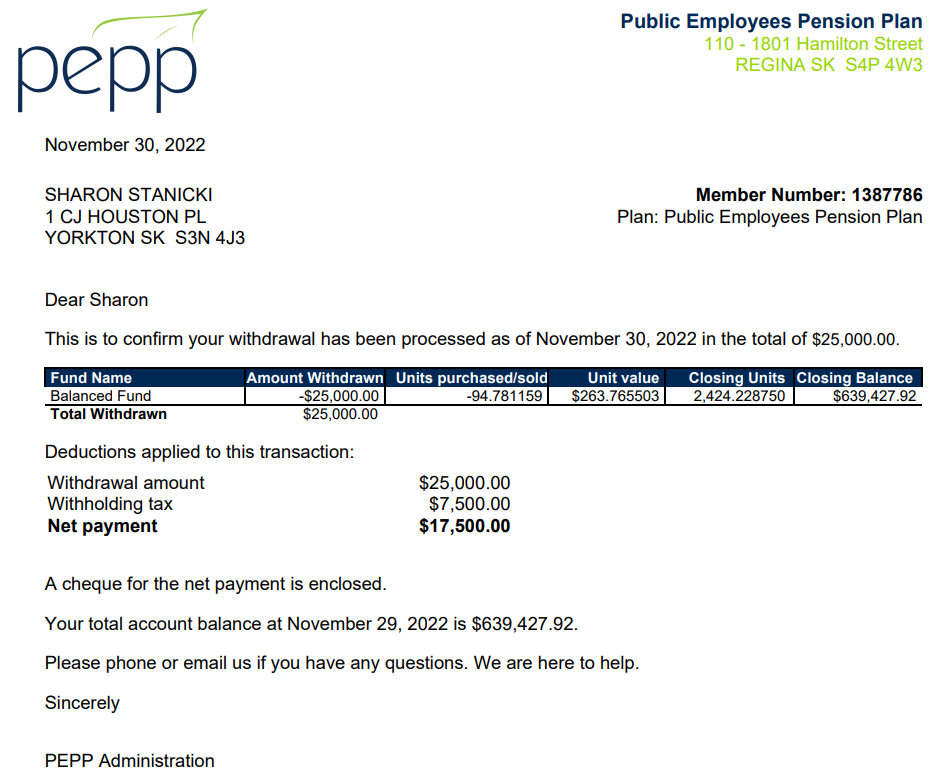 pepp
Public Employees Pension Plan
110 - 1801 Hamilton Street
REGINA SK  S4P 4W3
November 30, 2022
SHARON STANICKI
1 CJ HOUSTON PL
YORKTON SK  S3N 4J3
Member Number: 1387786
Plan: Public Employees Pension Plan
Dear Sharon
This is to confirm your withdrawal has been processed as of November 30, 2022 in the total of $25,000.00.
Fund Name Amount Withdrawn Units purchased/sold Unit value Closing Units Closing Balance
Balanced Fund -$25,000.00 -94.781159 $263.765503 2,424.228750 $639,427.92
Total Withdrawn $25,000.00
Deductions applied to this transaction:
Withdrawal amount $25,000.00
Withholding tax $7,500.00
Net payment $17,500.00
A cheque for the net payment is enclosed.
Your total account balance at November 29, 2022 is $639,427.92.
Please phone or email us if you have any questions. We are here to help.
Sincerely
PEPP Administration